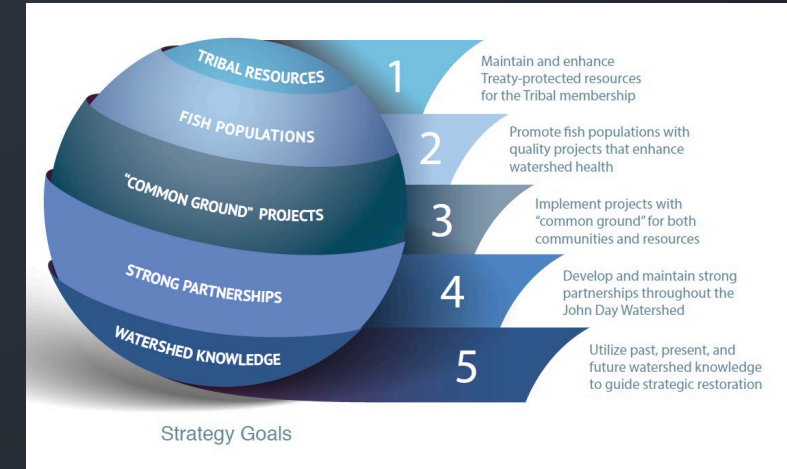 TRIBAL RESOURCES
1
Maintain and enhance
Treaty-protected resources
for the Tribal membership
FISH POPULATIONS
2
Promote fish populations with
quality projects that enhance
watershed health
"COMMON GROUND" PROJECTS
3
Implement projects with
“common ground” for both
communities and resources
STRONG PARTNERSHIPS
4
Develop and maintain strong
partnerships throughout the
John Day Watershed
WATERSHED KNOWLEDGE
5
Utilize past, present, and
future watershed knowledge
to guide strategic restoration
Strategy Goals